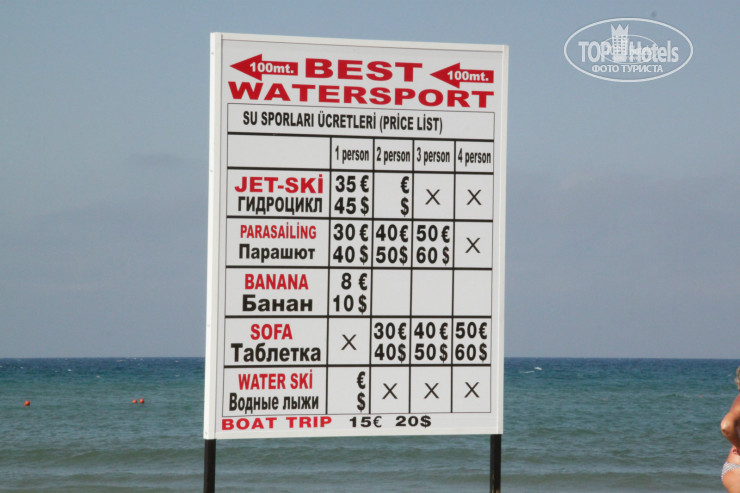 100mt. BEST 100mt.
WATERSPORT
SU SPORLARI ÜCRETLERİ (PRICE LIST)
1 person 2 person 3 person 4 person
JET-SKİ 35 € €
ГИДРОЦИКЛ 45 $ $ X X
PARASAİLİNG 30 € 40 € 50 €
Парашют 40 $ 50 $ 60 $ X
BANANA 8 €
Банан 10 $
SOFA 30 € 40 € 50 €
Таблетка X 40 $ 50 $ 60 $
WATER SKİ €
Водные лыжи $ X X X
BOAT TRIP 15€ 20$
TOP Hotels
ФОТО ТУРИСТА